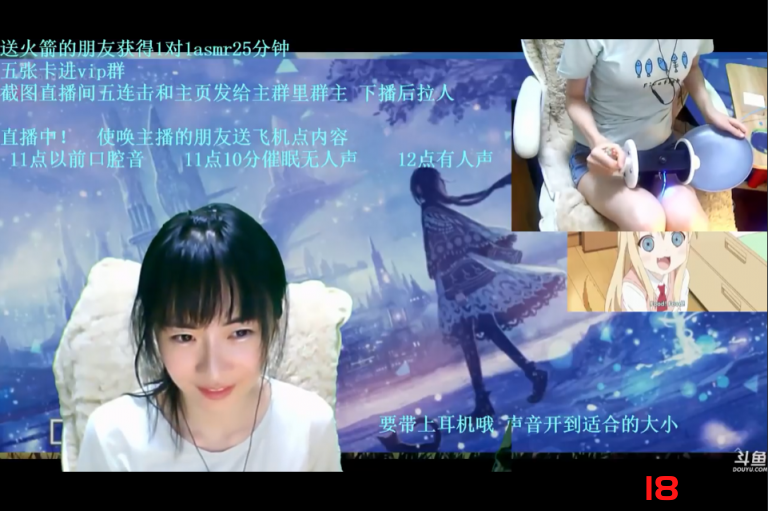 送火箭的朋友获得1对1asmr25分钟
五张卡进vip群
截图直播间五连击和主页发给主群里群主 下播后拉人
直播中！ 使唤主播的朋友送飞机点内容
11点以前口腔音 11点10分催眠无人声 12点有人声
要带上耳机哦 声音开到适合的大小
斗鱼
DOUYU.COM
18